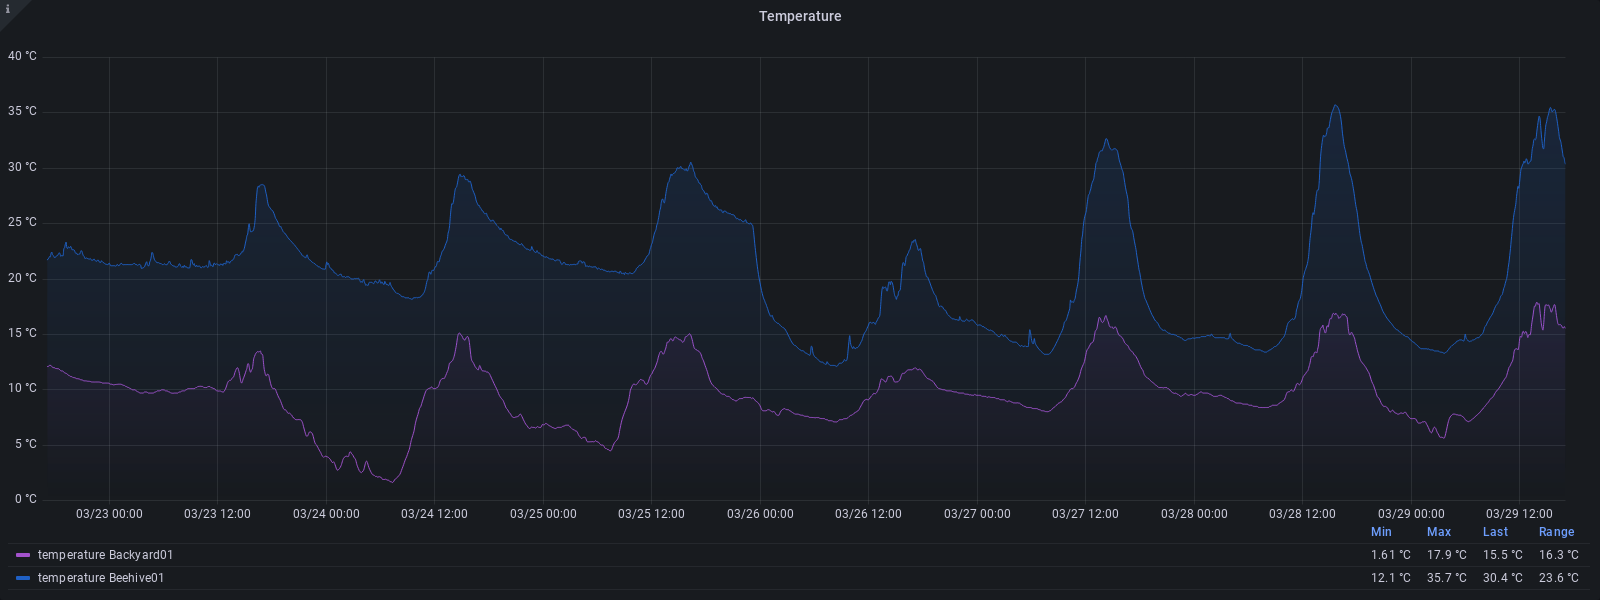 i
Temperature
40 °C
35 °C
30 °C
25 °C
20 °C
15 °C
10 °C
5 °C
0 °C
03/23 00:00 03/23 12:00 03/24 00:00 03/24 12:00 03/25 00:00 03/25 12:00 03/26 00:00 03/26 12:00 03/27 00:00 03/27 12:00 03/28 00:00 03/28 12:00 03/29 00:00 03/29 12:00
Min Max Last Range
temperature Backyard01 1.61 °C 17.9 °C 15.5 °C 16.3 °C
temperature Beehive01 12.1 °C 35.7 °C 30.4 °C 23.6 °C